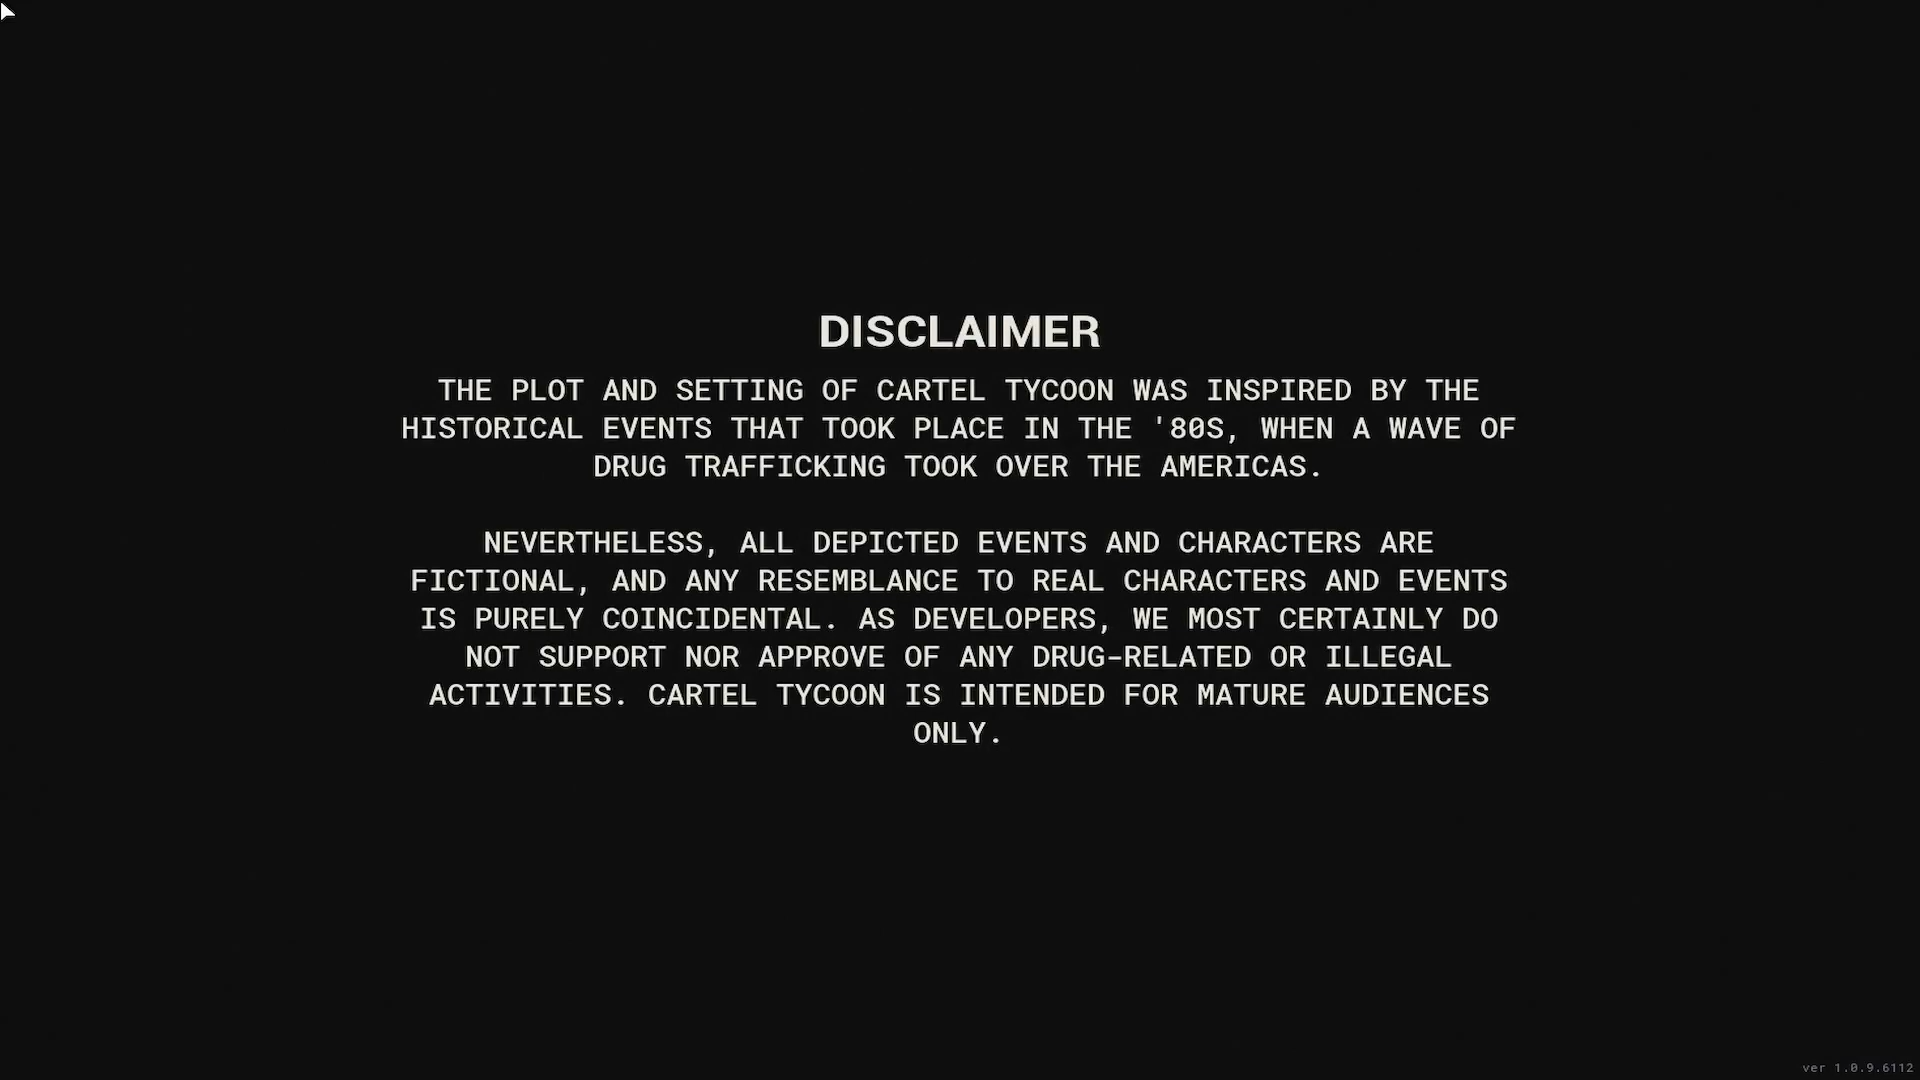 DISCLAIMER
THE PLOT AND SETTING OF CARTEL TYCOON WAS INSPIRED BY THE
HISTORICAL EVENTS THAT TOOK PLACE IN THE '80S, WHEN A WAVE OF
DRUG TRAFFICKING TOOK OVER THE AMERICAS.
NEVERTHELESS, ALL DEPICTED EVENTS AND CHARACTERS ARE
FICTIONAL, AND ANY RESEMBLANCE TO REAL CHARACTERS AND EVENTS
IS PURELY COINCIDENTAL. AS DEVELOPERS, WE MOST CERTAINLY DO
NOT SUPPORT NOR APPROVE OF ANY DRUG-RELATED OR ILLEGAL
ACTIVITIES. CARTEL TYCOON IS INTENDED FOR MATURE AUDIENCES
ONLY.
ver 1.0.9.6112